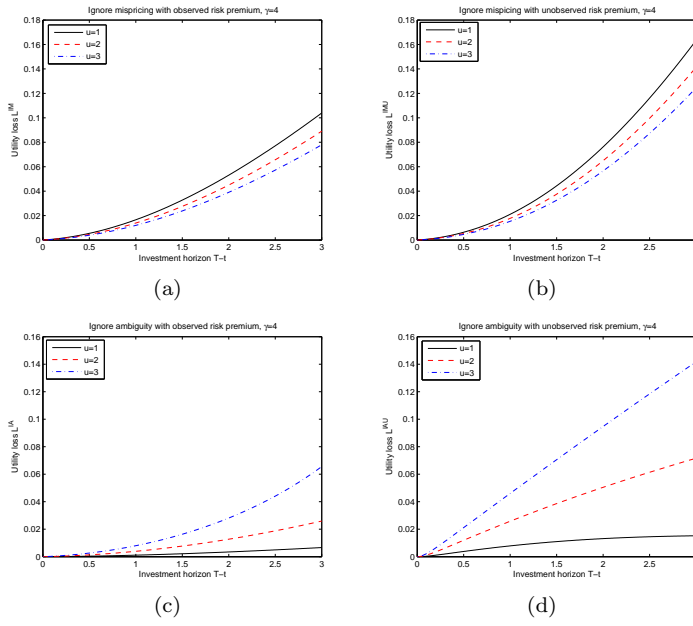 Ignore mispricing with observed risk premium, γ=4
0.18
0.16
0.14
0.12
0.1
0.08
0.06
0.04
0.02
0
0 0.5 1 1.5 2 2.5 3
Utility loss L^IM
Investment horizon T−t
u=1
u=2
u=3
(a)
Ignore mispricing with unobserved risk premium, γ=4
0.18
0.16
0.14
0.12
0.1
0.08
0.06
0.04
0.02
0
0 0.5 1 1.5 2 2.5
Utility loss L^IMU
Investment horizon T−t
u=1
u=2
u=3
(b)
Ignore ambiguity with observed risk premium, γ=4
0.16
0.14
0.12
0.1
0.08
0.06
0.04
0.02
0
0 0.5 1 1.5 2 2.5 3
Utility loss L^IA
Investment horizon T−t
u=1
u=2
u=3
(c)
Ignore ambiguity with unobserved risk premium, γ=4
0.16
0.14
0.12
0.1
0.08
0.06
0.04
0.02
0
0 0.5 1 1.5 2 2.5
Utility loss L^IAU
Investment horizon T−t
u=1
u=2
u=3
(d)